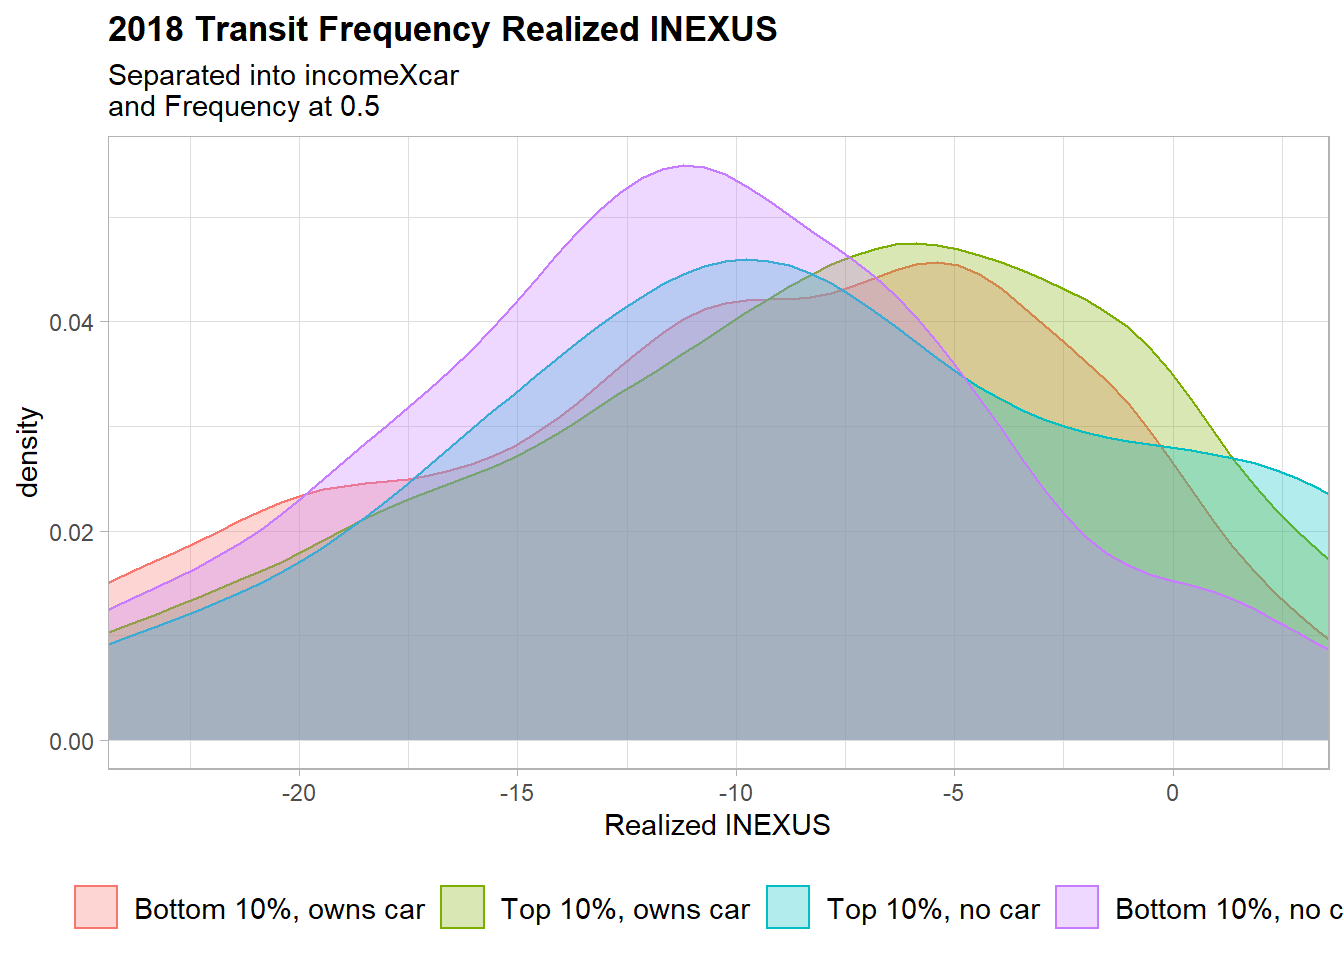 2018 Transit Frequency Realized INEXUS
Separated into incomeXcar
and Frequency at 0.5
density
0.04
0.02
0.00
-20 -15 -10 -5 0
Realized INEXUS
Bottom 10%, owns car Top 10%, owns car Top 10%, no car Bottom 10%, no c